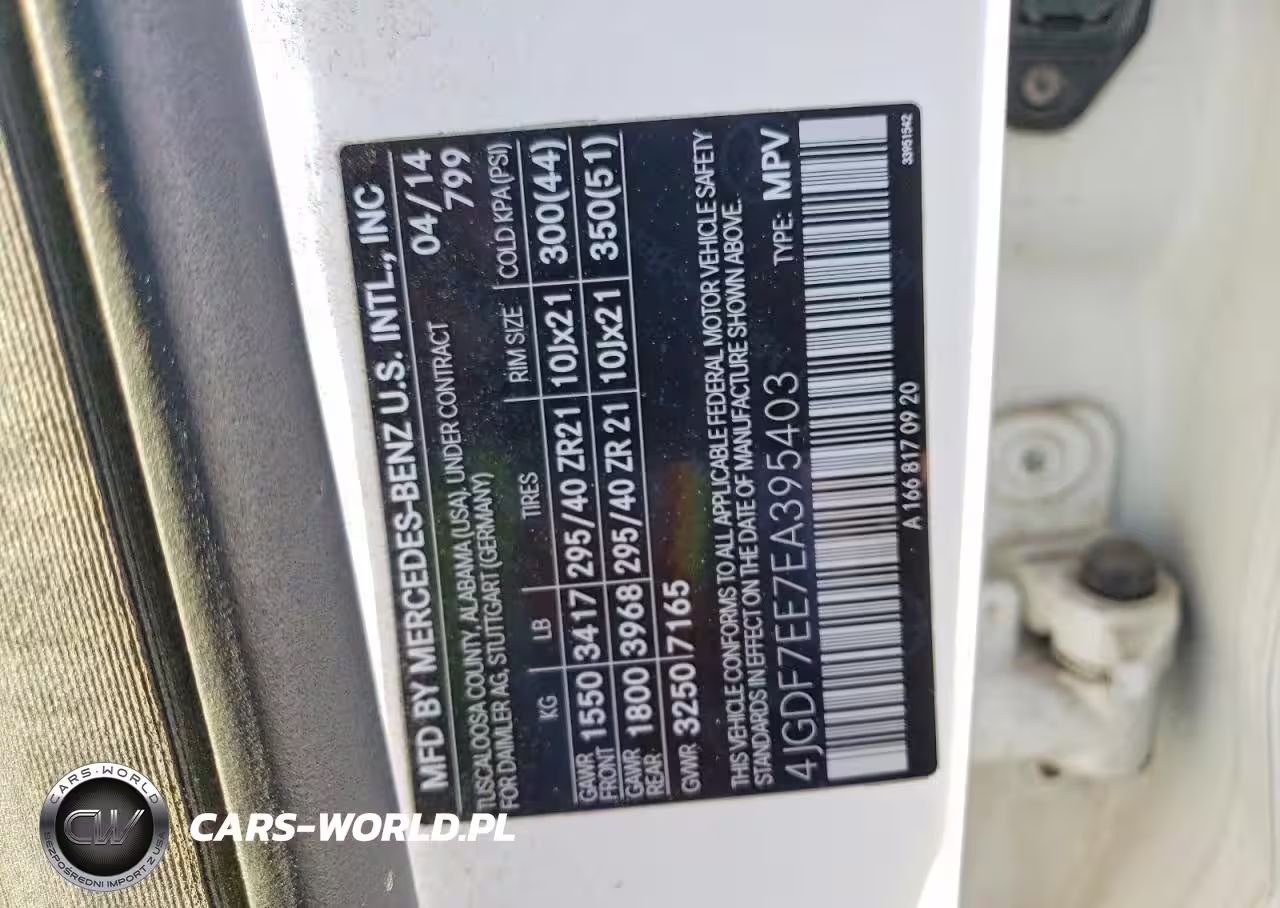 MFD BY MERCEDES-BENZ U.S. INTL., INC
04/14
TUSCALOOSA COUNTY, ALABAMA (USA), UNDER CONTRACT 799
FOR DAIMLER AG, STUTTGART (GERMANY)
KG LB TIRES RIM SIZE COLD KPA (PSI)
GAWR FRONT 1550 3417 295/40 ZR21 10Jx21 300(44)
GAWR REAR 1800 3968 295/40 ZR 21 10Jx21 350(51)
GVWR 3250 7165
THIS VEHICLE CONFORMS TO ALL APPLICABLE FEDERAL MOTOR VEHICLE SAFETY
STANDARDS IN EFFECT ON THE DATE OF MANUFACTURE SHOWN ABOVE.
4JGDF7EE7EA395403 TYPE: MPV
A 166 817 09 20 33951542
CARS-WORLD
CW
BEZPOŚREDNI IMPORT Z USA
CARS-WORLD.PL